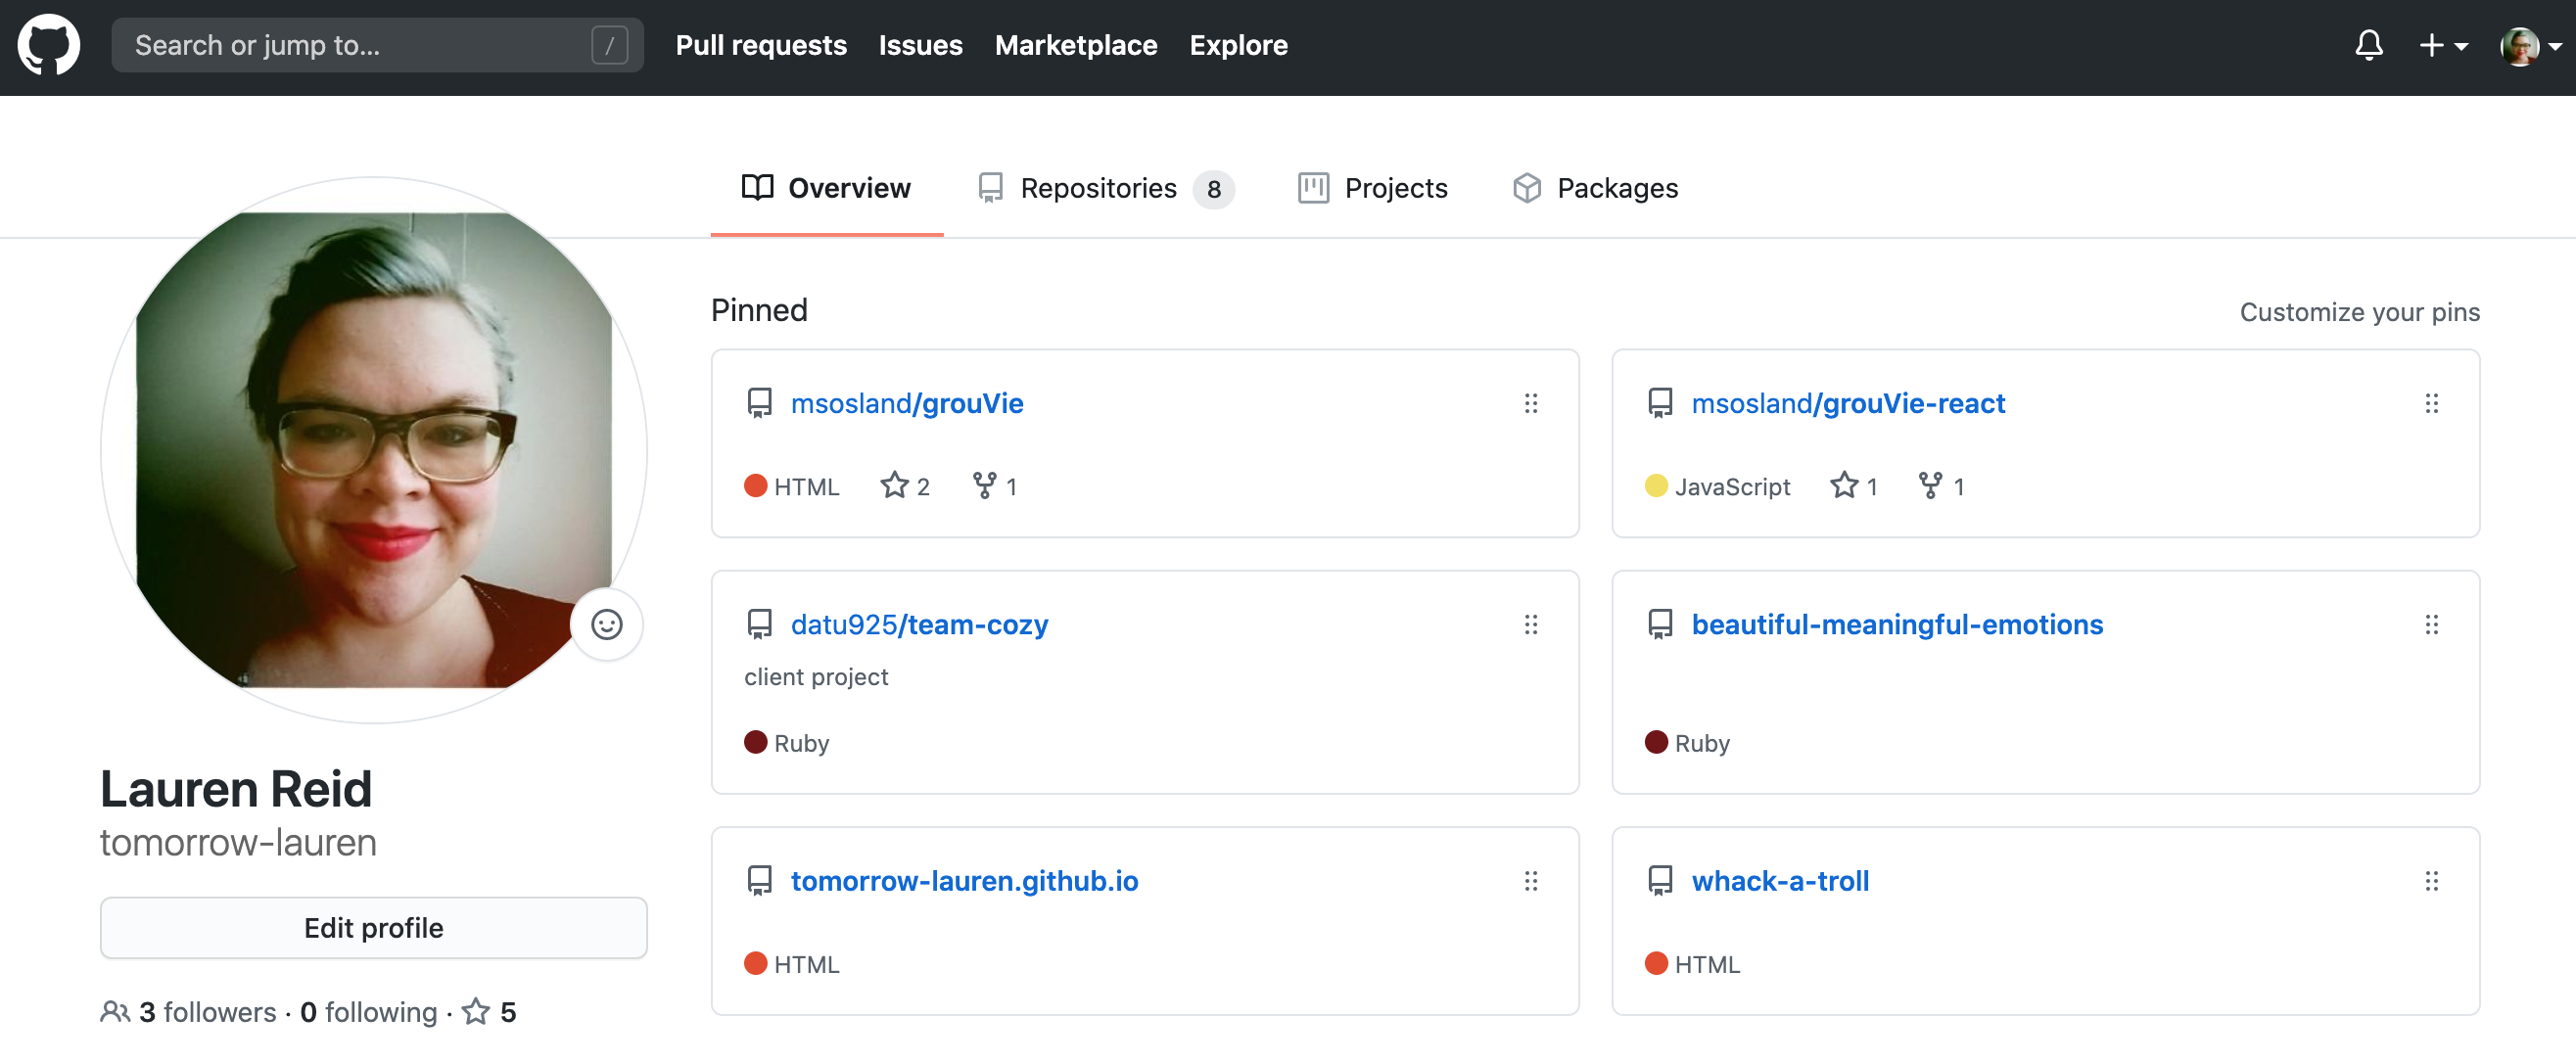 Search or jump to... /
Pull requests Issues Marketplace Explore
Overview Repositories 8 Projects Packages
Pinned Customize your pins
msosland/grouVie
HTML 2 1
msosland/grouVie-react
JavaScript 1 1
datu925/team-cozy
client project
Ruby
beautiful-meaningful-emotions
Ruby
tomorrow-lauren.github.io
HTML
whack-a-troll
HTML
Lauren Reid
tomorrow-lauren
Edit profile
3 followers · 0 following · 5